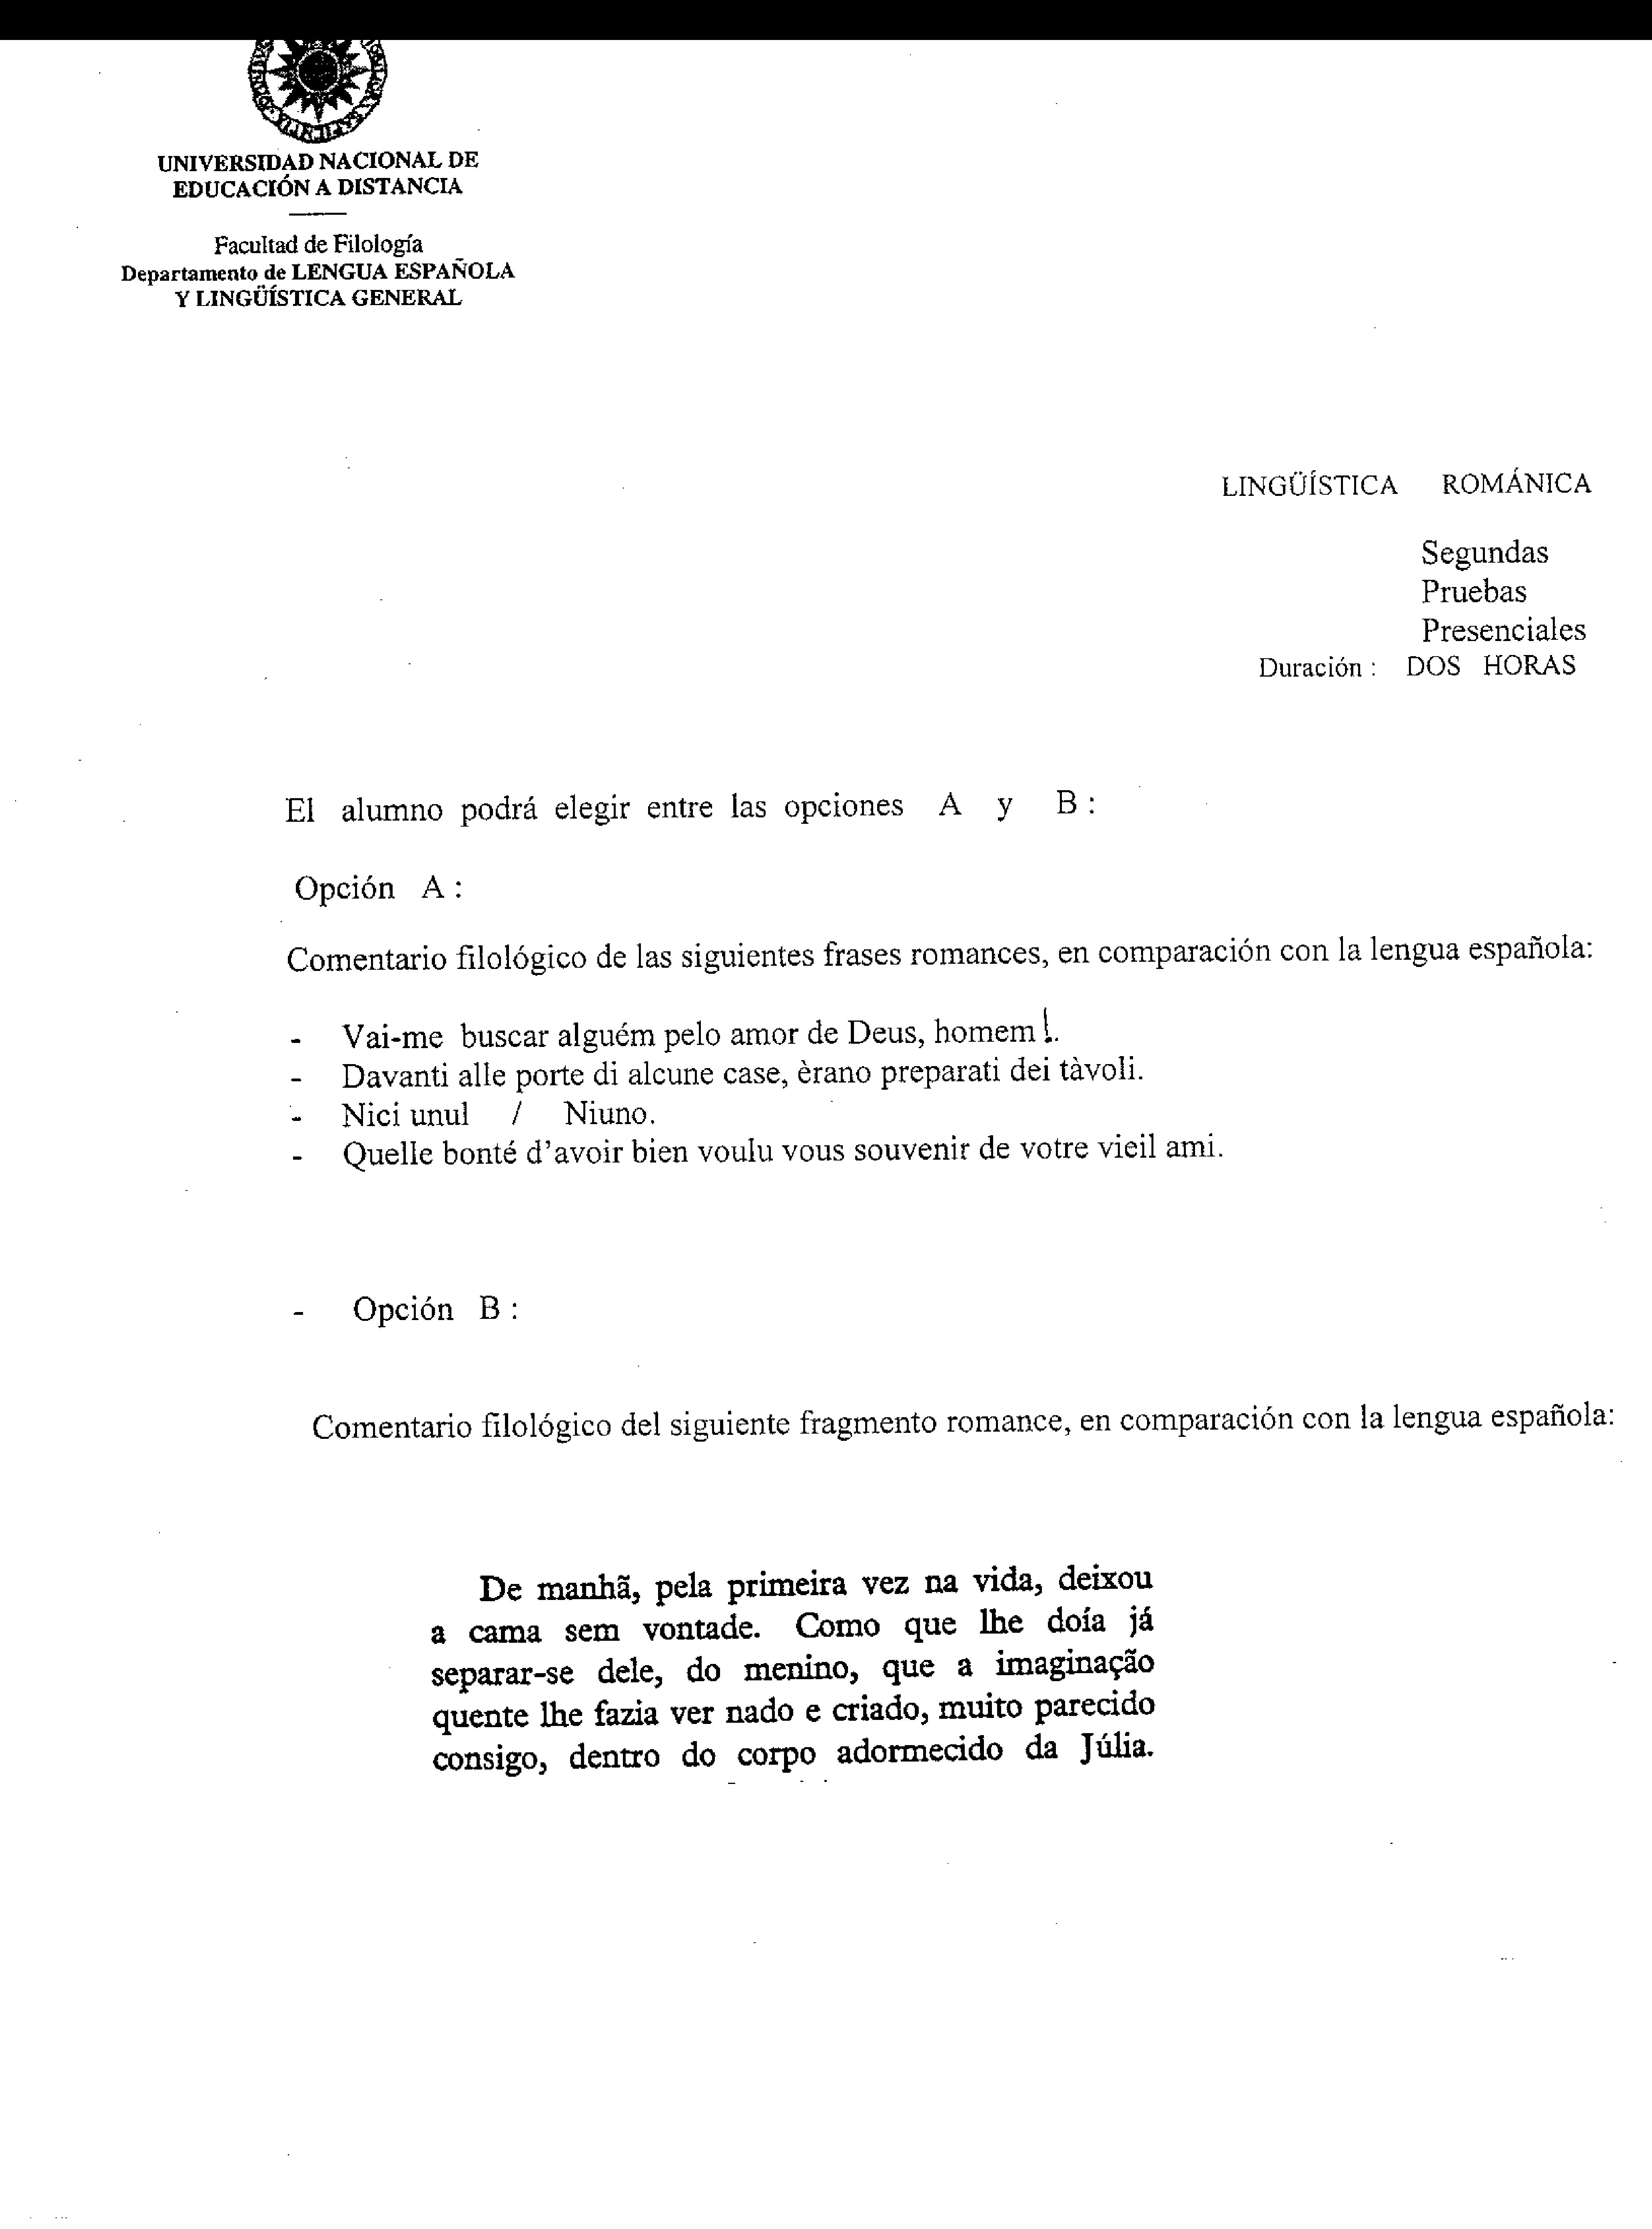 UNIVERSIDAD NACIONAL DE
EDUCACIÓN A DISTANCIA
Facultad de Filología
Departamento de LENGUA ESPAÑOLA
Y LINGÜÍSTICA GENERAL
LINGÜÍSTICA ROMÁNICA
Segundas
Pruebas
Presenciales
Duración : DOS HORAS
El alumno podrá elegir entre las opciones A y B :
Opción A :
Comentario filológico de las siguientes frases romances, en comparación con la lengua española:
- Vai-me buscar alguém pelo amor de Deus, homem !.
- Davanti alle porte di alcune case, èrano preparati dei tàvoli.
- Nici unul / Niuno.
- Quelle bonté d'avoir bien voulu vous souvenir de votre vieil ami.
- Opción B :
Comentario filológico del siguiente fragmento romance, en comparación con la lengua española:
De manhã, pela primeira vez na vida, deixou
a cama sem vontade. Como que lhe doía já
separar-se dele, do menino, que a imaginação
quente lhe fazia ver nado e criado, muito parecido
consigo, dentro do corpo adormecido da Júlia.